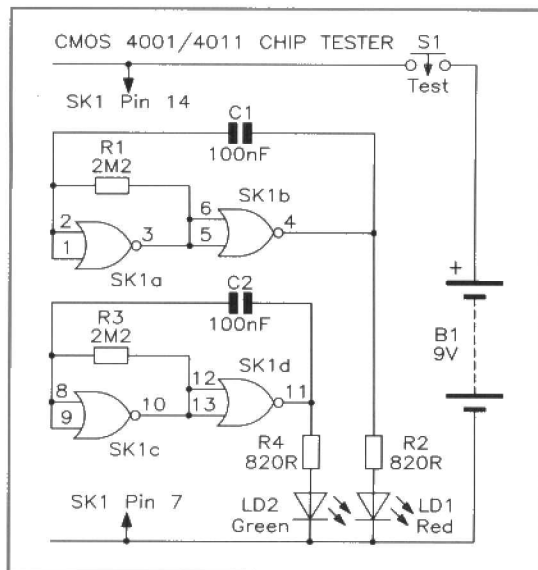 CMOS 4001/4011 CHIP TESTER
S1
Test
SK1 Pin 14
C1
100nF
R1
2M2
SK1b
2
1
3
6
5
4
SK1a
+
C2
100nF
R3
2M2
SK1d
B1
9V
8
9
10
12
13
11
SK1c
R4
820R
R2
820R
SK1 Pin 7
LD2
Green
LD1
Red